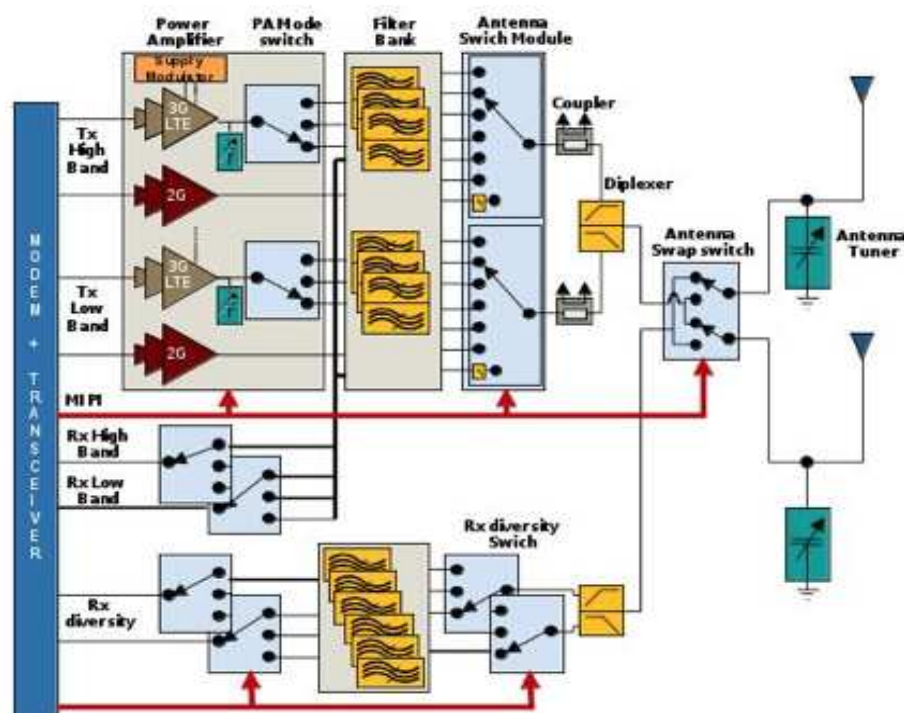 Power
Amplifier
PA Mode
switch
Filter
Bank
Antenna
Swich Module
Supply
Modulator
3G
LTE
Coupler
Tx
High
Band
2G
Diplexer
Antenna
Swap switch
Antenna
Tuner
3G
LTE
Tx
Low
Band
2G
MODEM + TRANSCEIVER
MIPI
Rx High
Band
Rx Low
Band
Rx diversity
Swich
Rx
diversity